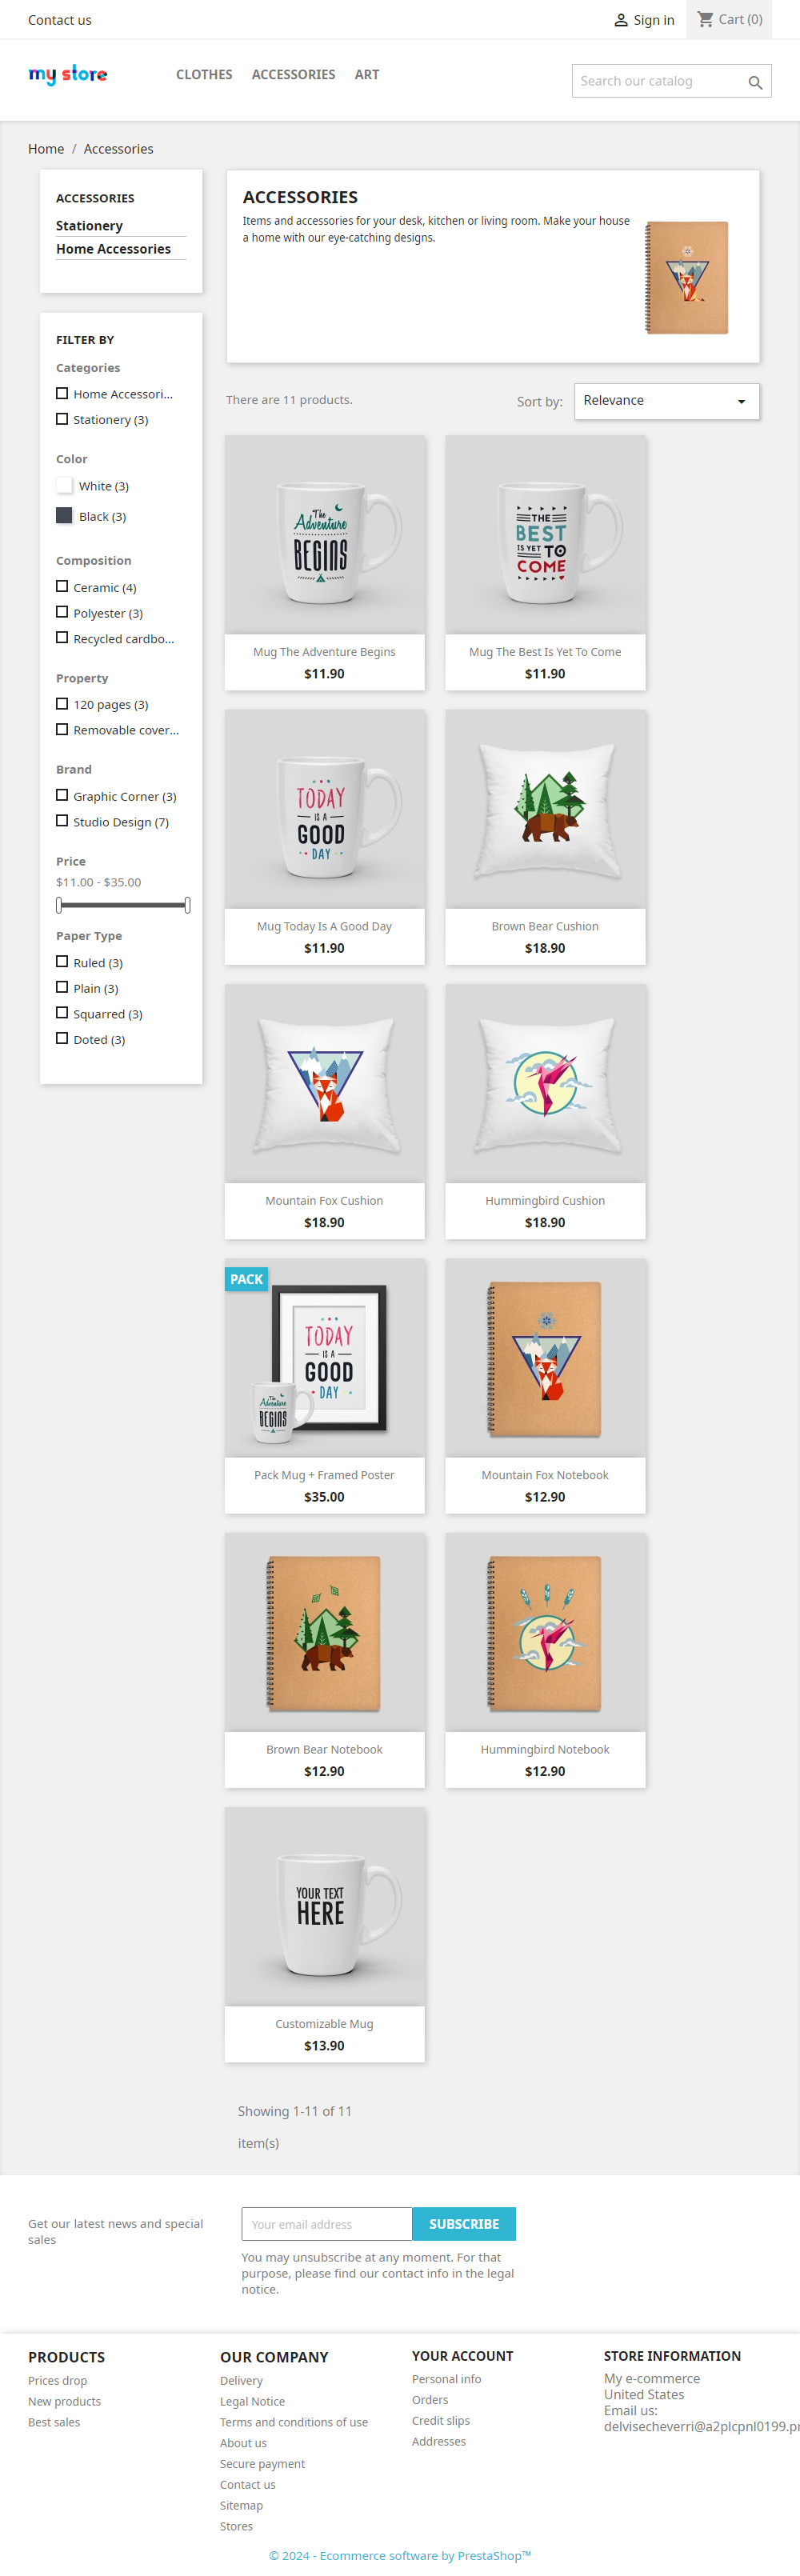 Contact us
Sign in
Cart (0)
my store
CLOTHES
ACCESSORIES
ART
Search our catalog
Home / Accessories
ACCESSORIES
Stationery
Home Accessories
FILTER BY
Categories
Home Accessori...
Stationery (3)
Color
White (3)
Black (3)
Composition
Ceramic (4)
Polyester (3)
Recycled cardbo...
Property
120 pages (3)
Removable cover...
Brand
Graphic Corner (3)
Studio Design (7)
Price
$11.00 - $35.00
Paper Type
Ruled (3)
Plain (3)
Squarred (3)
Doted (3)
ACCESSORIES
Items and accessories for your desk, kitchen or living room. Make your house
a home with our eye-catching designs.
There are 11 products.
Sort by:
Relevance
The
Adventure
BEGINS
Mug The Adventure Begins
$11.90
THE
BEST
IS YET TO
COME
Mug The Best Is Yet To Come
$11.90
TODAY
IS A
GOOD
DAY
Mug Today Is A Good Day
$11.90
Brown Bear Cushion
$18.90
Mountain Fox Cushion
$18.90
Hummingbird Cushion
$18.90
PACK
TODAY
IS A
GOOD
DAY
The
Adventure
BEGINS
Pack Mug + Framed Poster
$35.00
Mountain Fox Notebook
$12.90
Brown Bear Notebook
$12.90
Hummingbird Notebook
$12.90
YOUR TEXT
HERE
Customizable Mug
$13.90
Showing 1-11 of 11
item(s)
Get our latest news and special
sales
Your email address
SUBSCRIBE
You may unsubscribe at any moment. For that
purpose, please find our contact info in the legal
notice.
PRODUCTS
Prices drop
New products
Best sales
OUR COMPANY
Delivery
Legal Notice
Terms and conditions of use
About us
Secure payment
Contact us
Sitemap
Stores
YOUR ACCOUNT
Personal info
Orders
Credit slips
Addresses
STORE INFORMATION
My e-commerce
United States
Email us:
delvisecheverri@a2plcpnl0199.pr
© 2024 - Ecommerce software by PrestaShop™